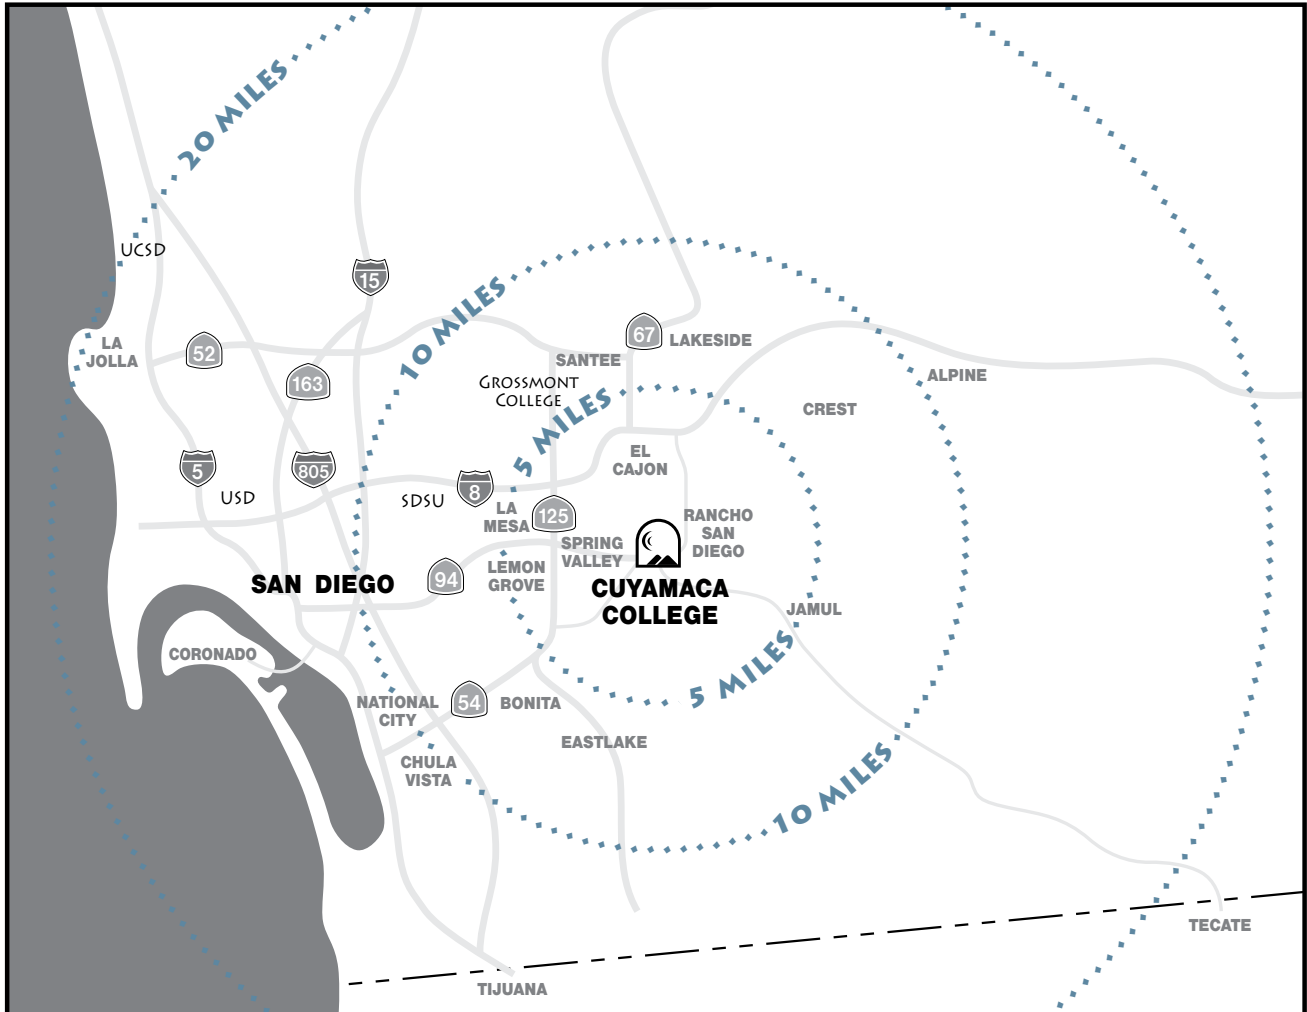 20 MILES
UCSD
15
10 MILES
67
LAKESIDE
LA
JOLLA
52
SANTEE
163
GROSSMONT
COLLEGE
ALPINE
5 MILES
CREST
EL
CAJON
5
805
8
USD
SDSU
LA
MESA
125
RANCHO
SAN
DIEGO
SPRING
VALLEY
LEMON
GROVE
94
SAN DIEGO
CUYAMACA
COLLEGE
JAMUL
CORONADO
5 MILES
NATIONAL
CITY
54
BONITA
EASTLAKE
CHULA
VISTA
10 MILES
TECATE
TIJUANA